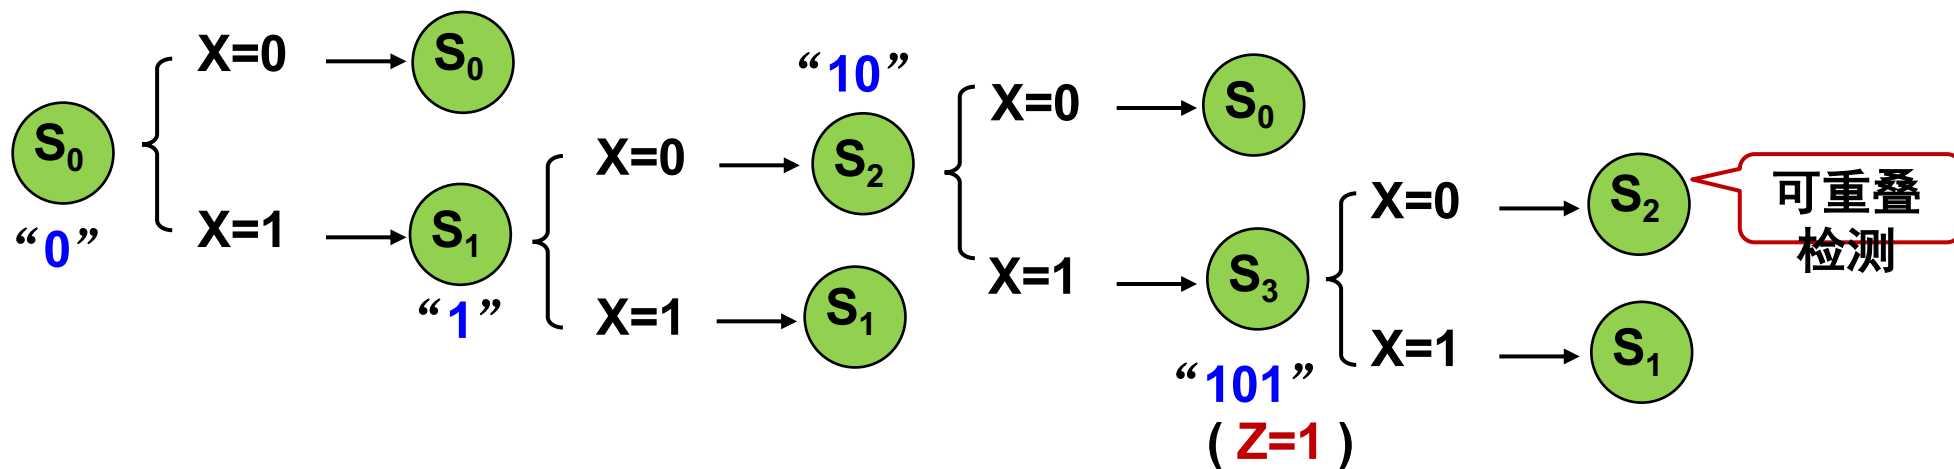 S0
“0”
X=0
S0
X=1
S1
“1”
X=0
“10”
S2
X=1
S1
X=0
S0
X=1
S3
“101”
（Z=1）
X=0
S2
可重叠
检测
X=1
S1